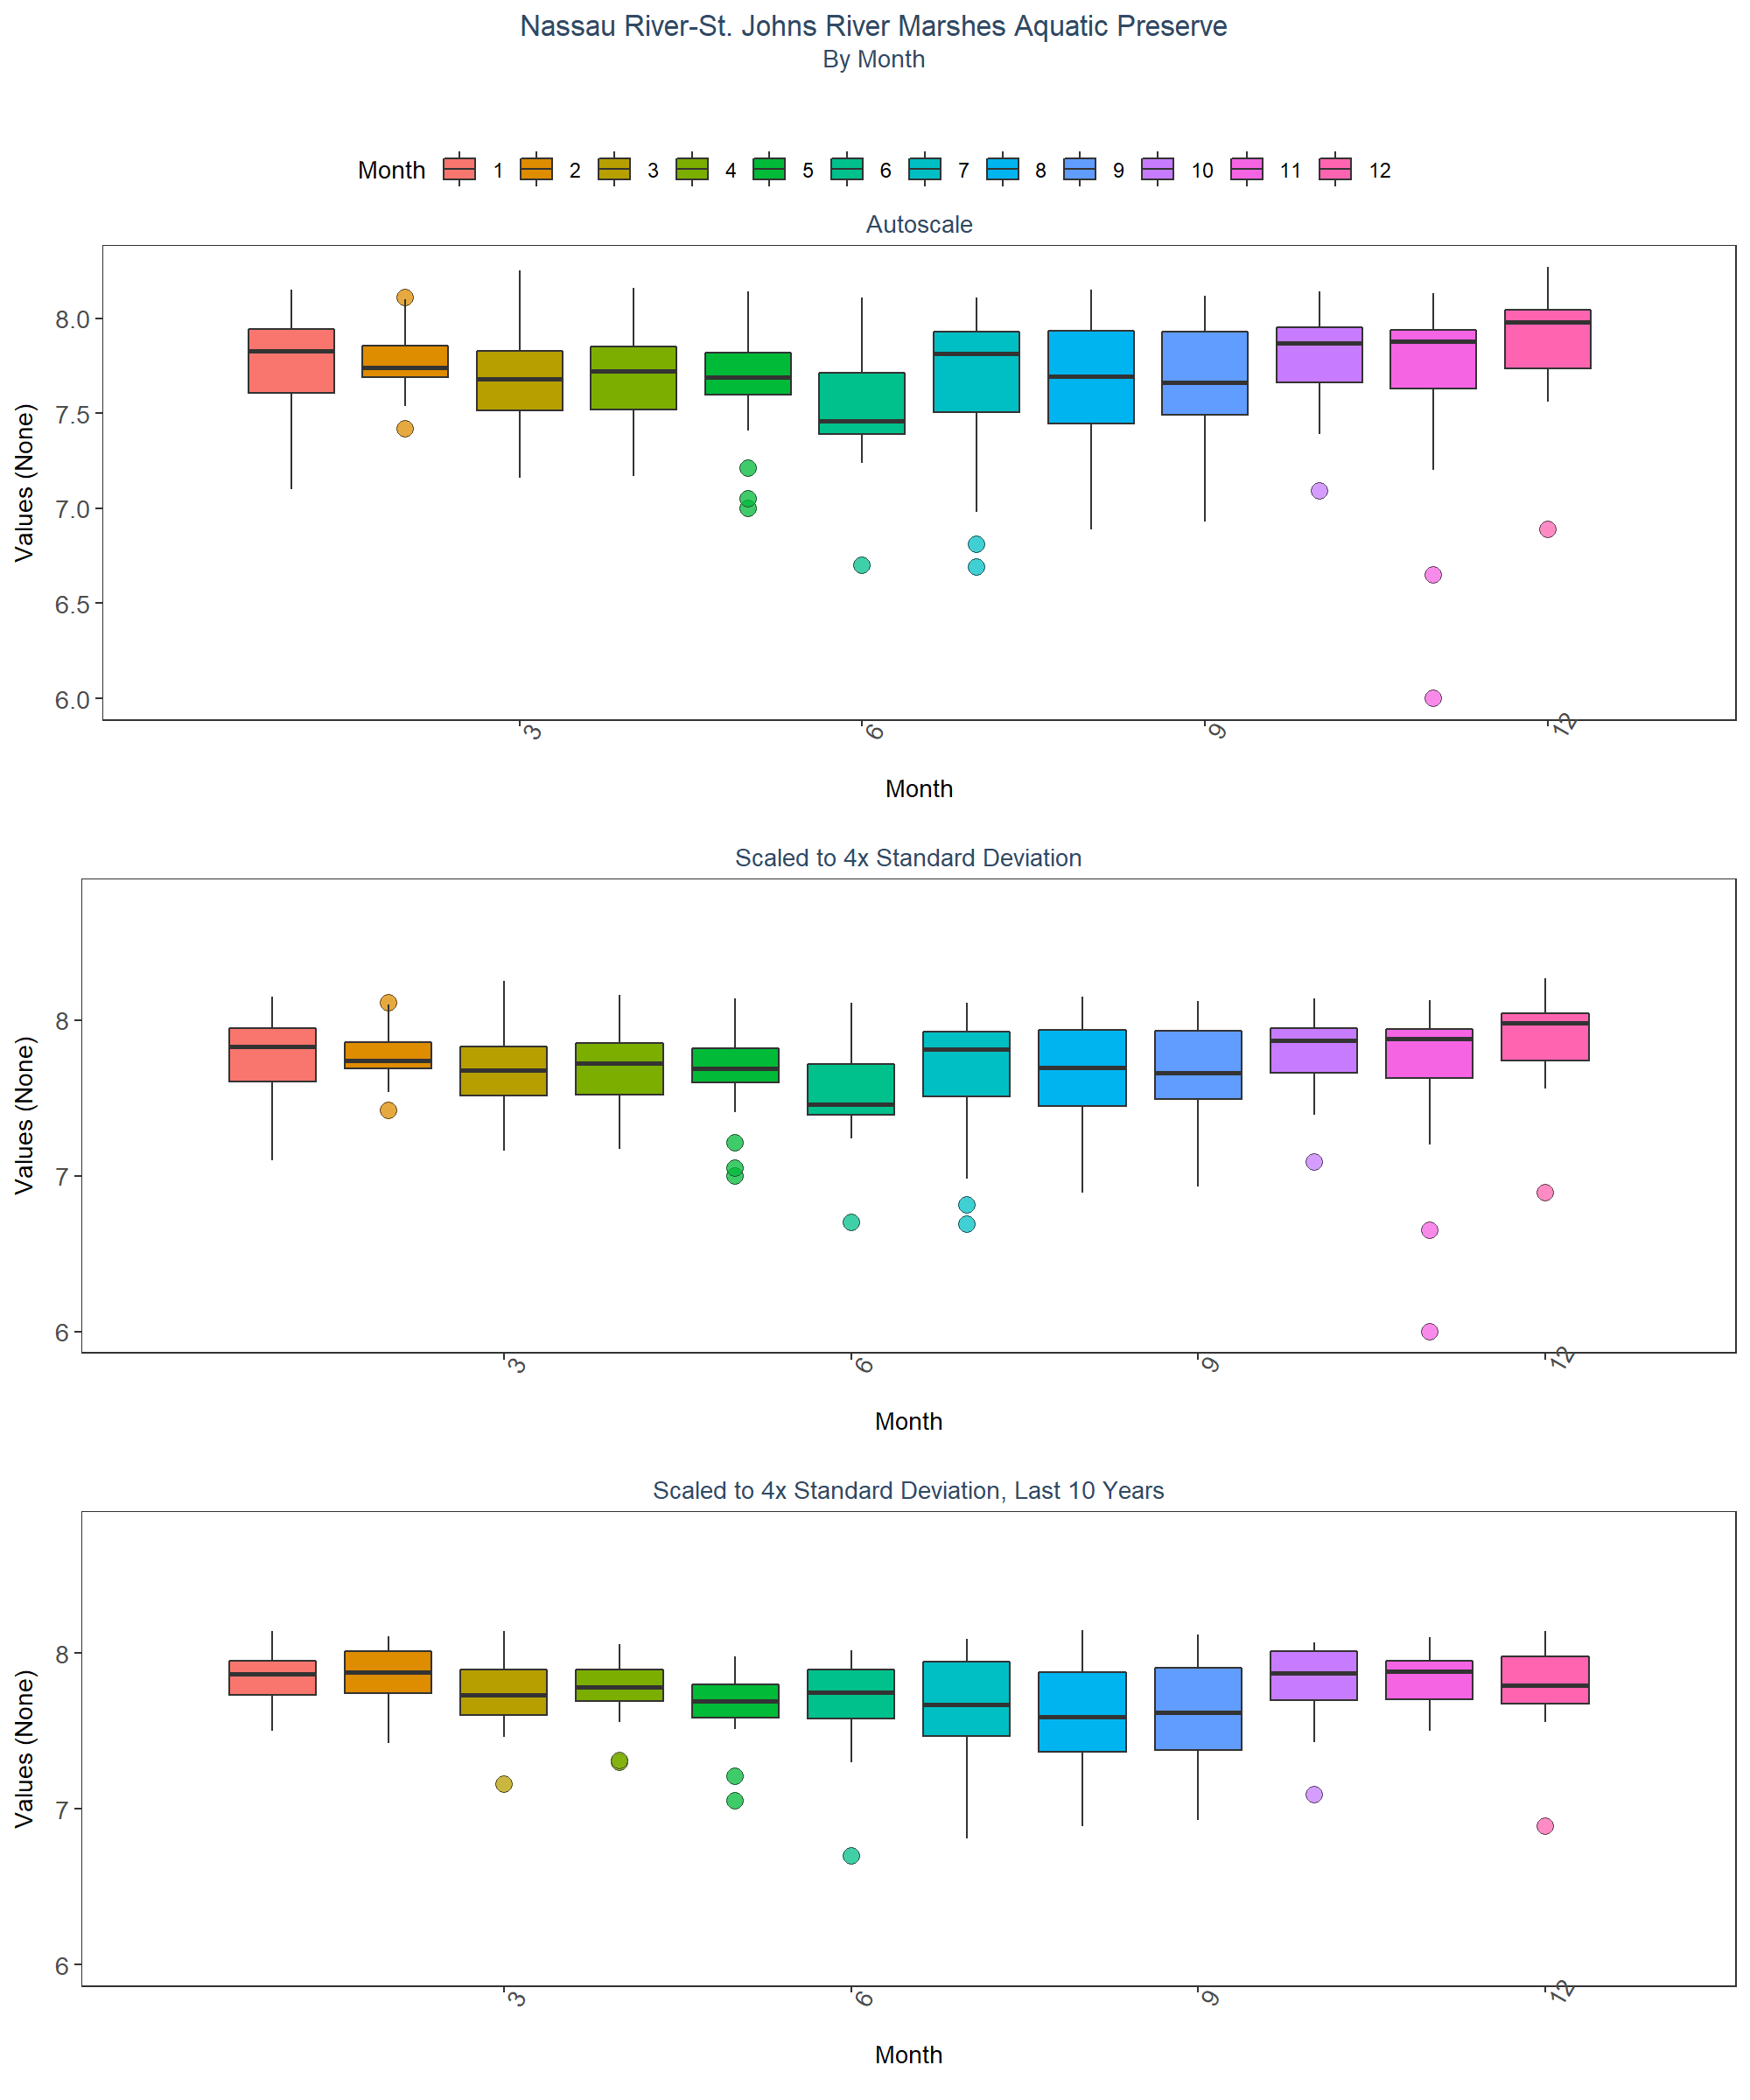 Nassau River-St. Johns River Marshes Aquatic Preserve
By Month
Month 1 2 3 4 5 6 7 8 9 10 11 12
Autoscale
Values (None)
8.0
7.5
7.0
6.5
6.0
3 6 9 12
Month
Scaled to 4x Standard Deviation
Values (None)
8
7
6
3 6 9 12
Month
Scaled to 4x Standard Deviation, Last 10 Years
Values (None)
8
7
6
3 6 9 12
Month